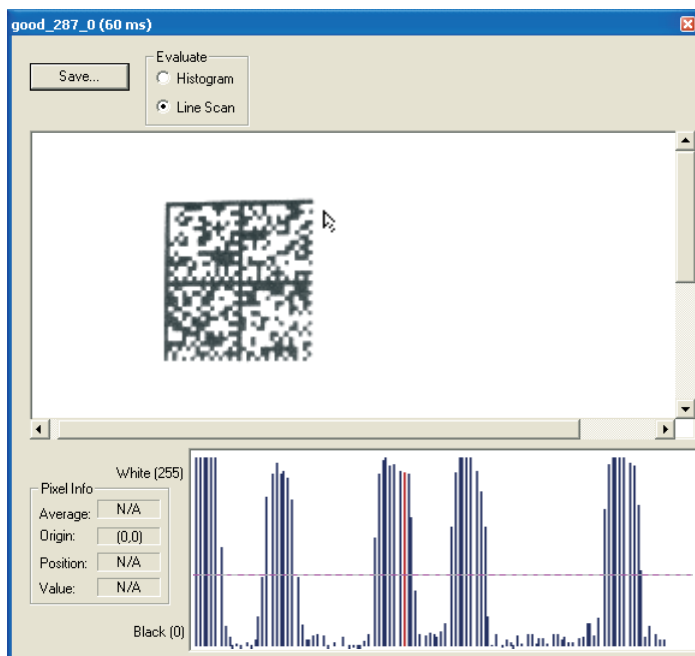 good_287_0 (60 ms)
Save...
Evaluate
Histogram
Line Scan
White (255)
Pixel Info
Average: N/A
Origin: (0,0)
Position: N/A
Value: N/A
Black (0)